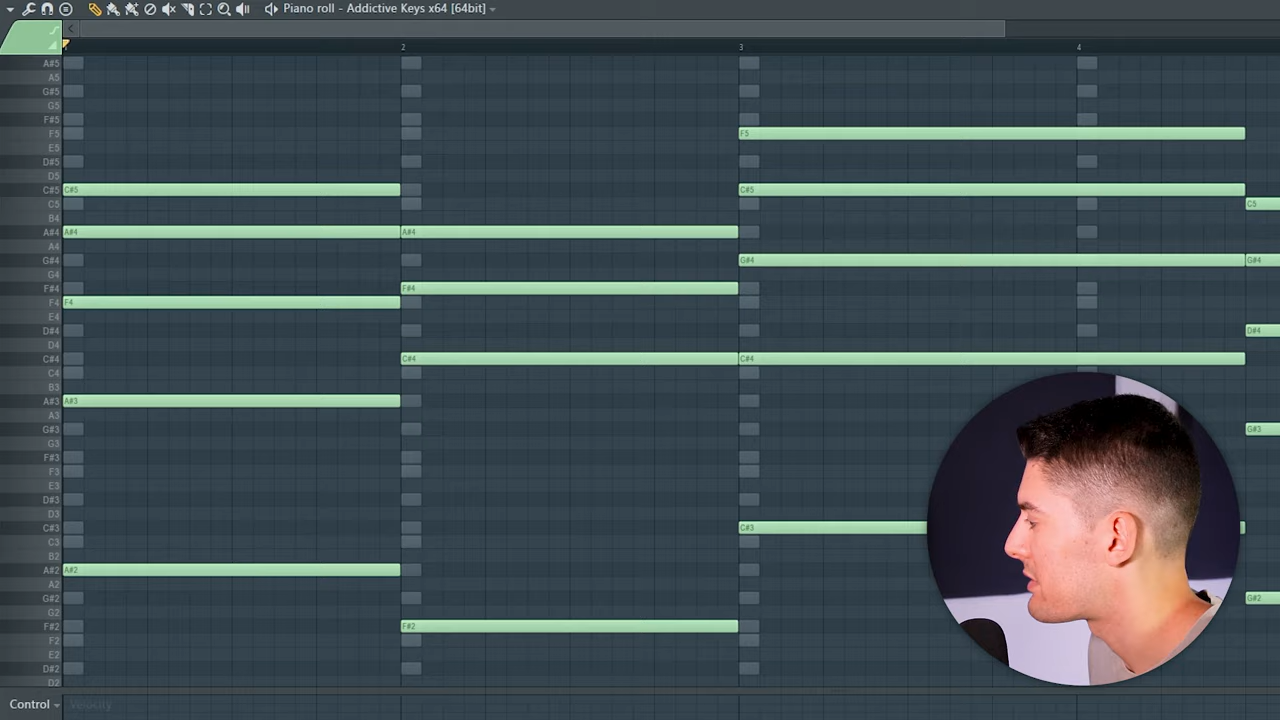 Piano roll - Addictive Keys x64 [64bit]
2 3 4
A#5
A5
G#5
G5
F#5
F5 F5
E5
D#5
D5
C#5 C#5 C#5
C5 C5
B4
A#4 A#4 A#4
A4
G#4 G#4 G#4
G4
F#4 F#4
F4 F4
E4
D#4 D#4
D4
C#4 C#4 C#4
C4
B3
A#3 A#3
A3
G#3 G#3
G3
F#3
F3
E3
D#3
D3
C#3 C#3
C3
B2
A#2 A#2
A2
G#2 G#2
G2
F#2 F#2
F2
E2
D#2
D2
Control Velocity